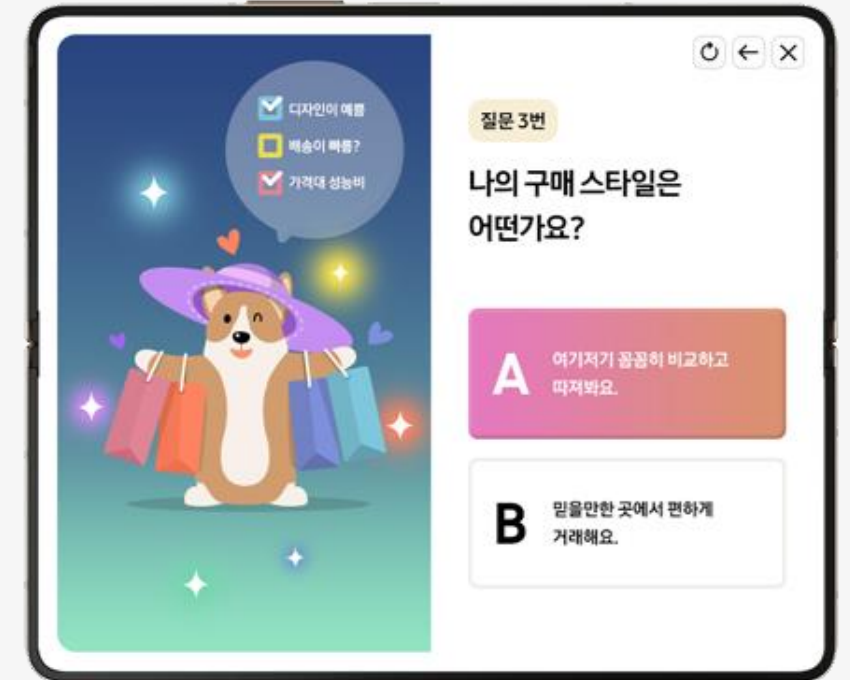 디자인이 예쁨
배송이 빠름?
가격대 성능비
질문 3번
나의 구매 스타일은
어떤가요?
A
여기저기 꼼꼼히 비교하고
따져봐요.
B
믿을만한 곳에서 편하게
거래해요.